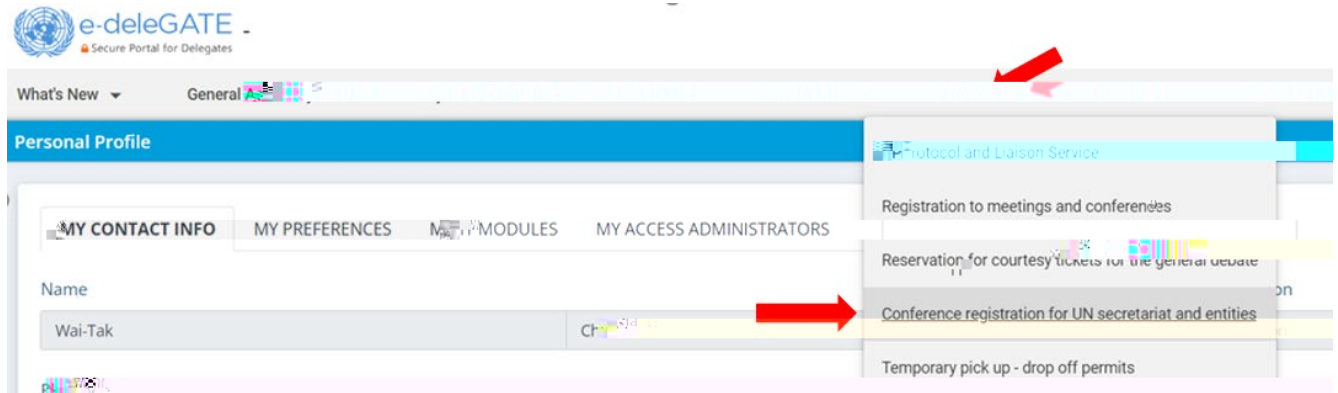 e-deleGATE
Secure Portal for Delegates
What's New General
Personal Profile
Protocol and Liaison Service
Registration to meetings and conferences
MY CONTACT INFO MY PREFERENCES MODULES MY ACCESS ADMINISTRATORS
Reservation for courtesy tickets for the general debate
Name
Conference registration for UN secretariat and entities
Wai-Tak
Temporary pick up - drop off permits